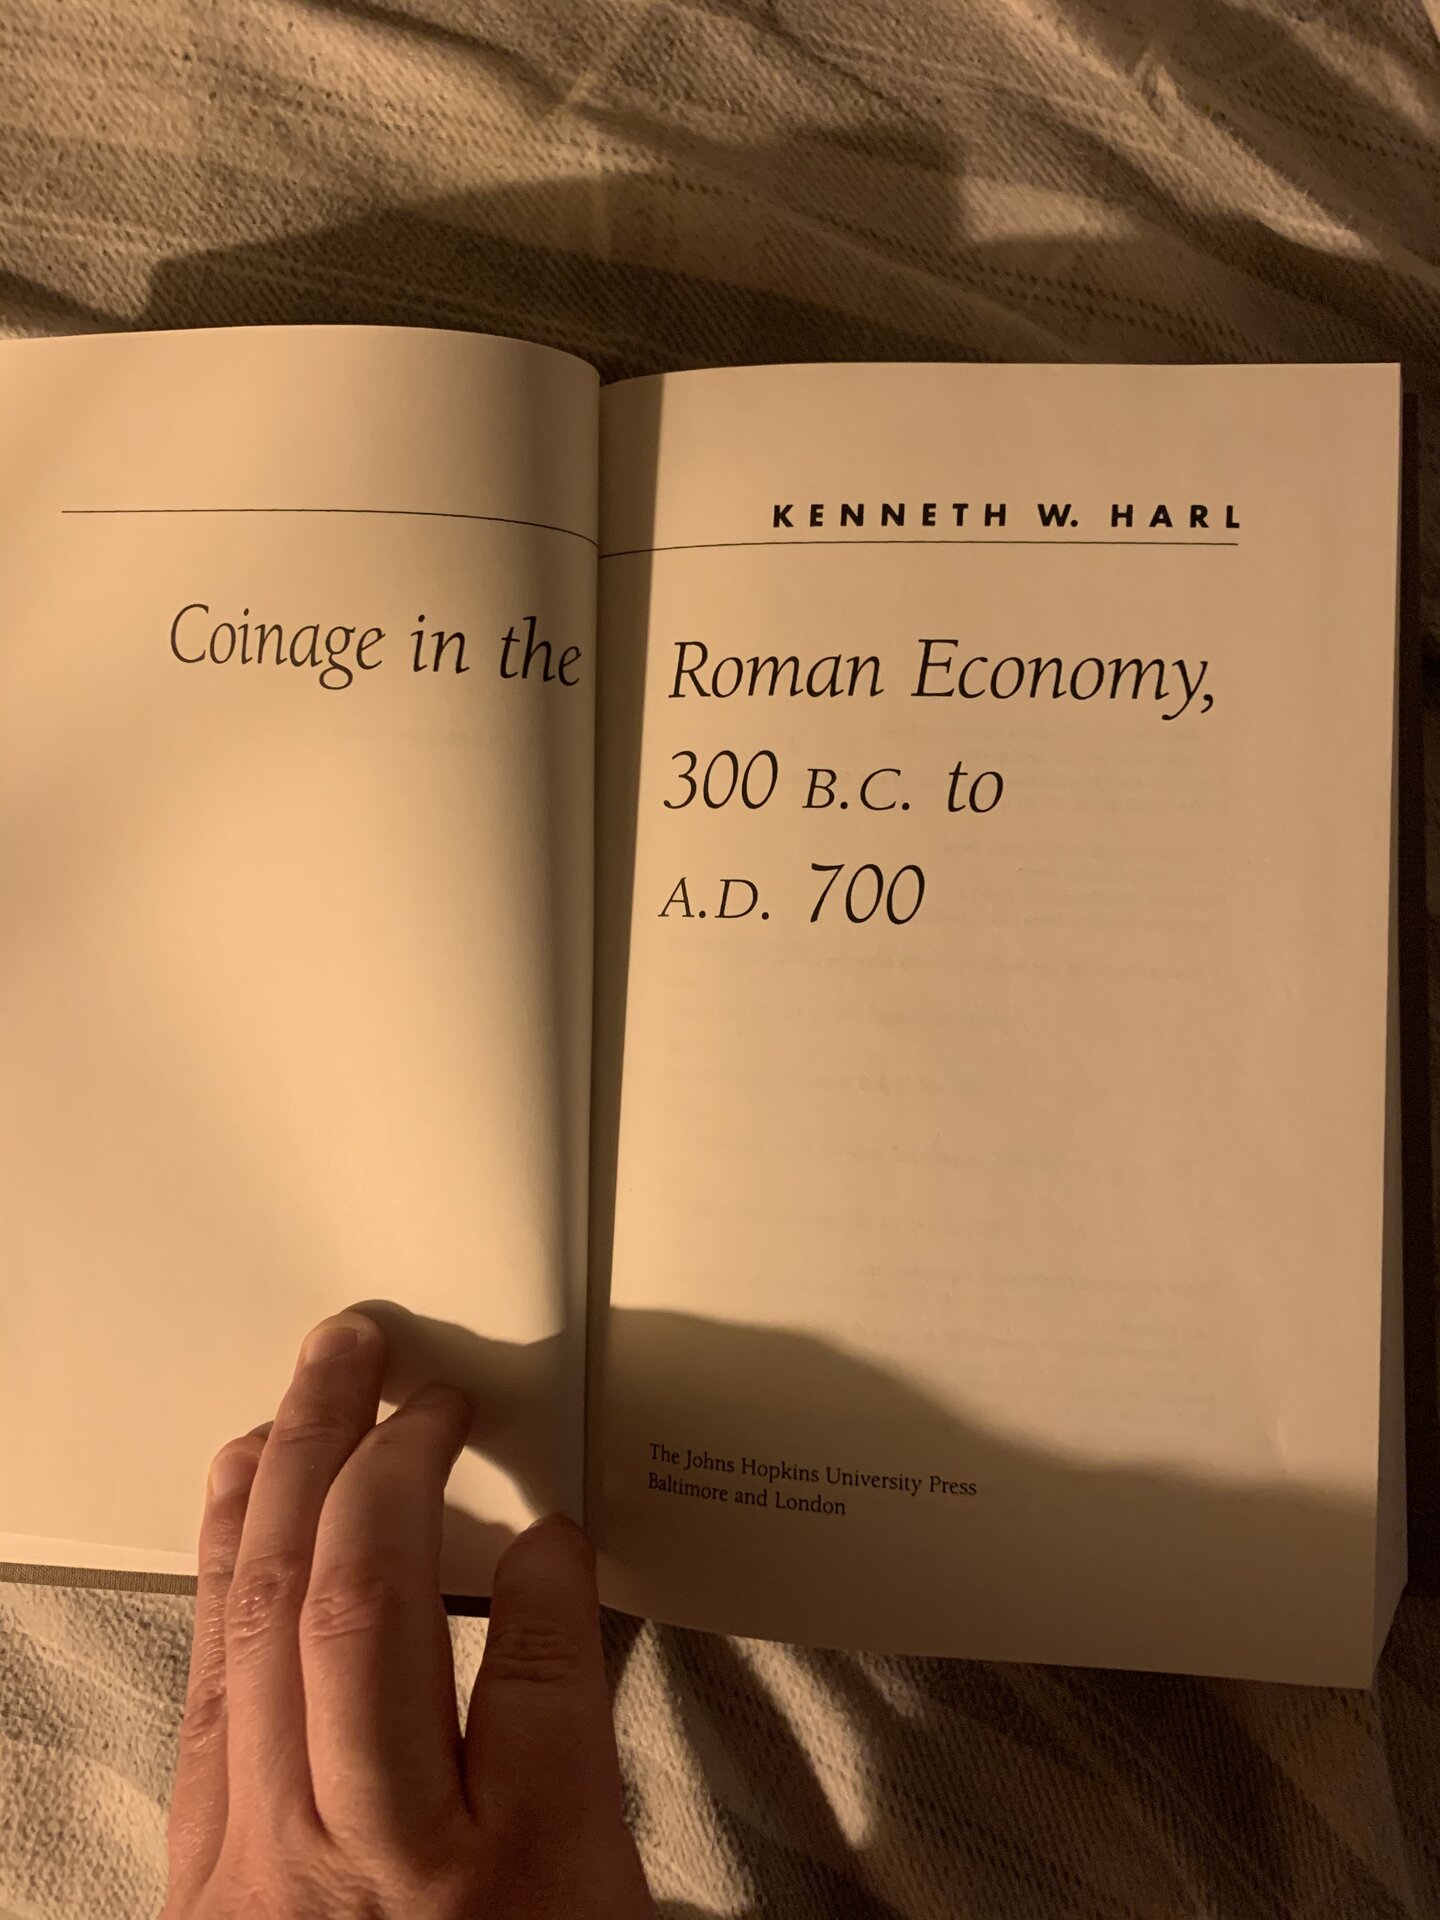 KENNETH W. HARL
Coinage in the Roman Economy,
300 B.C. to
A.D. 700
The Johns Hopkins University Press
Baltimore and London